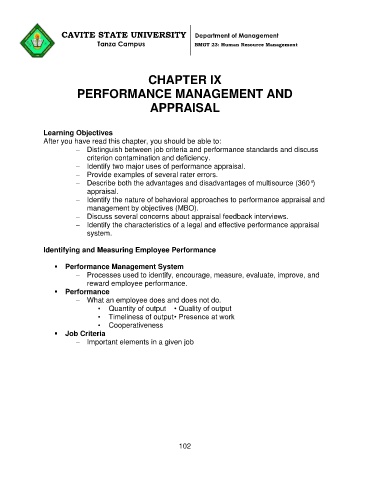 CAVITE STATE UNIVERSITY
Tanza Campus
Department of Management
BMGT 23: Human Resource Management
CHAPTER IX
PERFORMANCE MANAGEMENT AND
APPRAISAL
Learning Objectives
After you have read this chapter, you should be able to:
– Distinguish between job criteria and performance standards and discuss
criterion contamination and deficiency.
– Identify two major uses of performance appraisal.
– Provide examples of several rater errors.
– Describe both the advantages and disadvantages of multisource (360°)
appraisal.
– Identify the nature of behavioral approaches to performance appraisal and
management by objectives (MBO).
– Discuss several concerns about appraisal feedback interviews.
– Identify the characteristics of a legal and effective performance appraisal
system.
Identifying and Measuring Employee Performance
• Performance Management System
– Processes used to identify, encourage, measure, evaluate, improve, and
reward employee performance.
• Performance
– What an employee does and does not do.
• Quantity of output • Quality of output
• Timeliness of output• Presence at work
• Cooperativeness
• Job Criteria
– Important elements in a given job
102